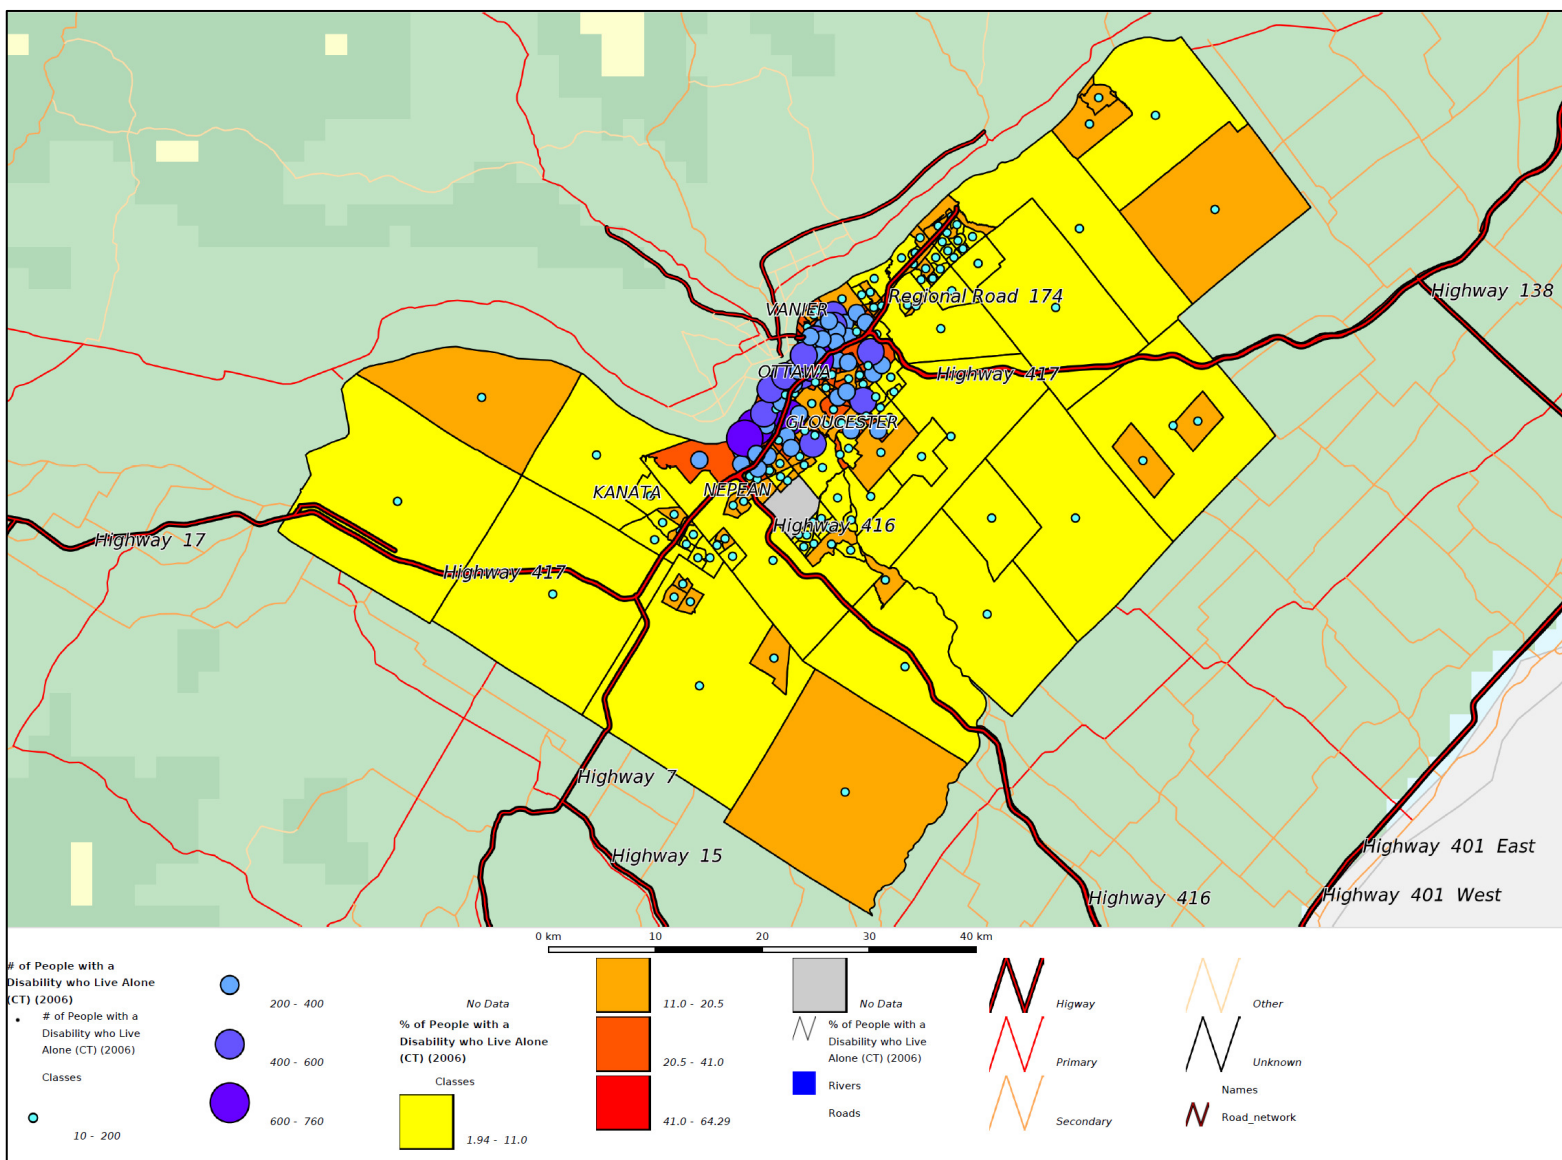 VANIER
Regional Road 174
Highway 138
OTTAWA
Highway 417
GLOUCESTER
KANATA
NEPEAN
Highway 416
Highway 17
Highway 417
Highway 7
Highway 15
Highway 401 East
Highway 401 West
Highway 416
0 km 10 20 30 40 km
# of People with a
Disability who Live Alone
(CT) (2006)
# of People with a
Disability who Live
Alone (CT) (2006)
Classes
10 - 200
200 - 400
400 - 600
600 - 760
No Data
% of People with a
Disability who Live Alone
(CT) (2006)
Classes
1.94 - 11.0
11.0 - 20.5
20.5 - 41.0
41.0 - 64.29
No Data
% of People with a
Disability who Live
Alone (CT) (2006)
Rivers
Roads
Higway
Primary
Secondary
Other
Unknown
Names
Road_network